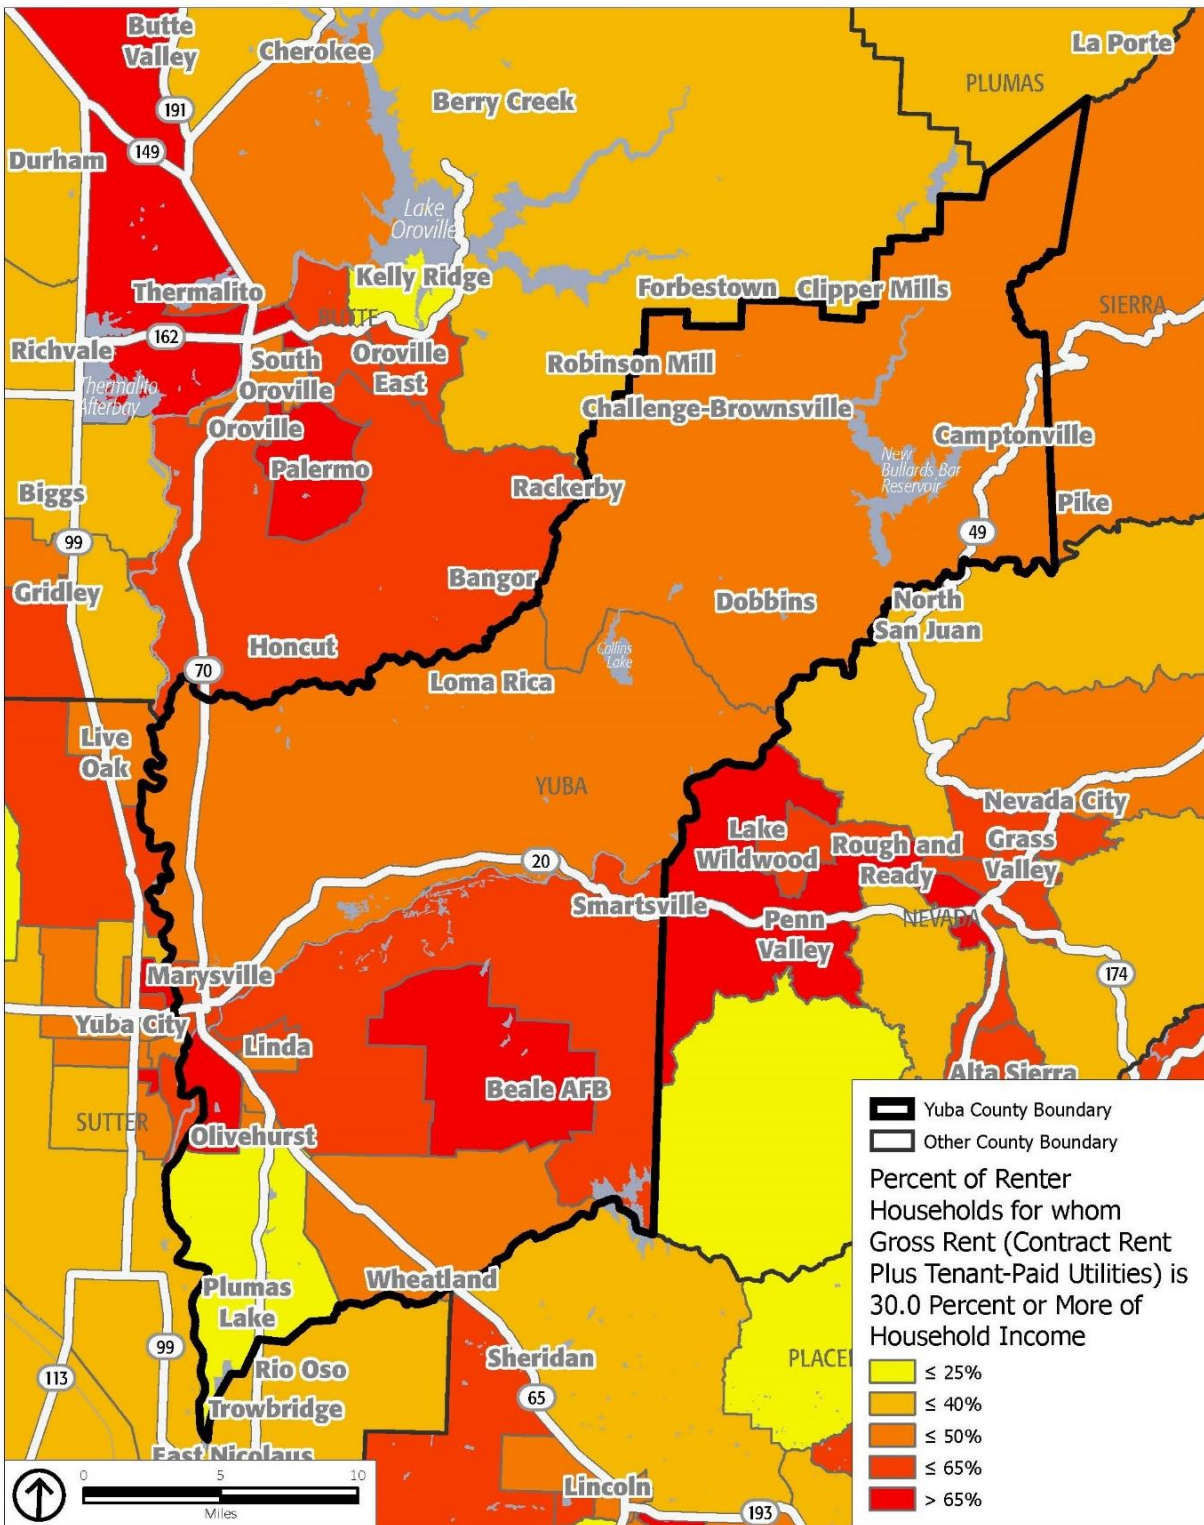 Butte
Valley
Cherokee
La Porte
PLUMAS
Berry Creek
191
149
Durham
Lake
Oroville
Kelly Ridge
Thermalito
Forbestown
Clipper Mills
SIERRA
BUTTE
162
Richvale
South
Oroville
Oroville
East
Robinson Mill
Thermalito
Afterbay
Challenge-Brownsville
Oroville
Camptonville
Palermo
New
Bullards Bar
Reservoir
Biggs
Rackerby
Pike
99
49
Bangor
Gridley
Dobbins
North
San Juan
Honcut
Collins
Lake
70
Loma Rica
Live
Oak
YUBA
Nevada City
Lake
Wildwood
Rough and
Ready
Grass
Valley
20
Smartsville
Penn
Valley
NEVADA
Marysville
174
Yuba City
Linda
Beale AFB
Alta Sierra
SUTTER
Olivehurst
Plumas
Lake
Wheatland
99
Sheridan
PLACE
113
Rio Oso
65
Trowbridge
East Nicolaus
Lincoln
193
0 5 10
Miles
Yuba County Boundary
Other County Boundary
Percent of Renter
Households for whom
Gross Rent (Contract Rent
Plus Tenant-Paid Utilities) is
30.0 Percent or More of
Household Income
≤ 25%
≤ 40%
≤ 50%
≤ 65%
> 65%